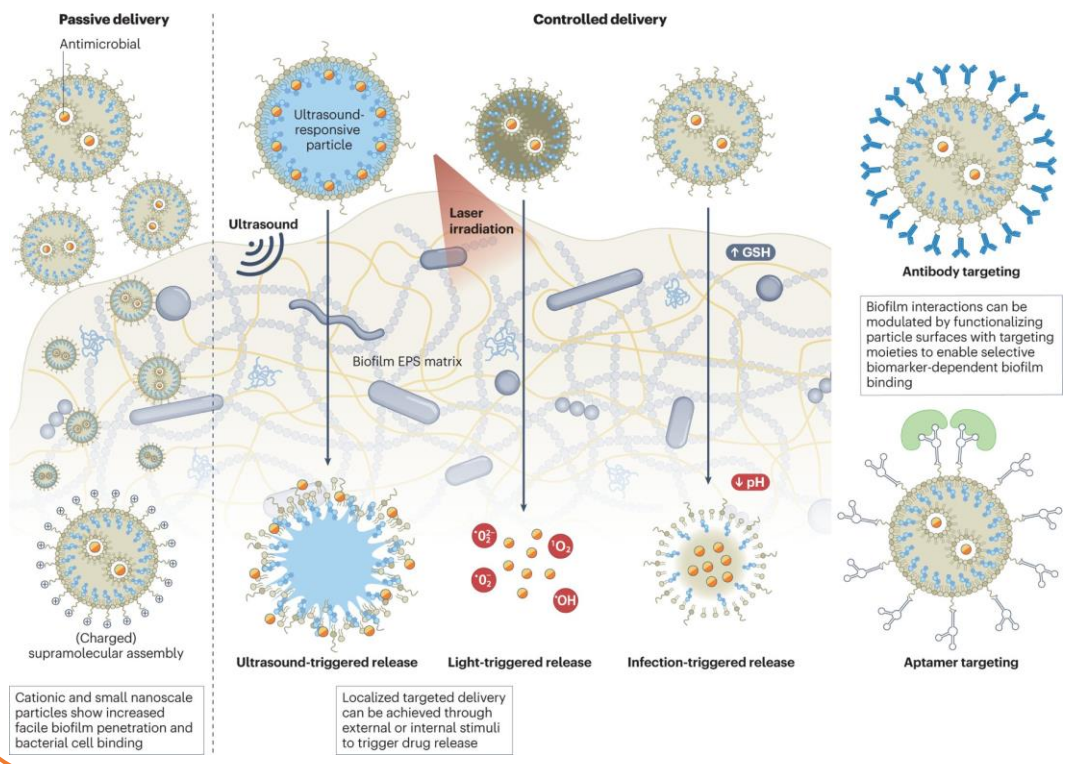 Passive delivery
Controlled delivery
Antimicrobial
Ultrasound-
responsive
particle
Ultrasound
Laser
irradiation
↑ GSH
Biofilm EPS matrix
Antibody targeting
Biofilm interactions can be
modulated by functionalizing
particle surfaces with targeting
moieties to enable selective
biomarker-dependent biofilm
binding
↓ pH
•O₂²⁻
¹O₂
•O₂⁻
•OH
(Charged)
supramolecular assembly
Ultrasound-triggered release
Light-triggered release
Infection-triggered release
Aptamer targeting
Cationic and small nanoscale
particles show increased
facile biofilm penetration and
bacterial cell binding
Localized targeted delivery
can be achieved through
external or internal stimuli
to trigger drug release